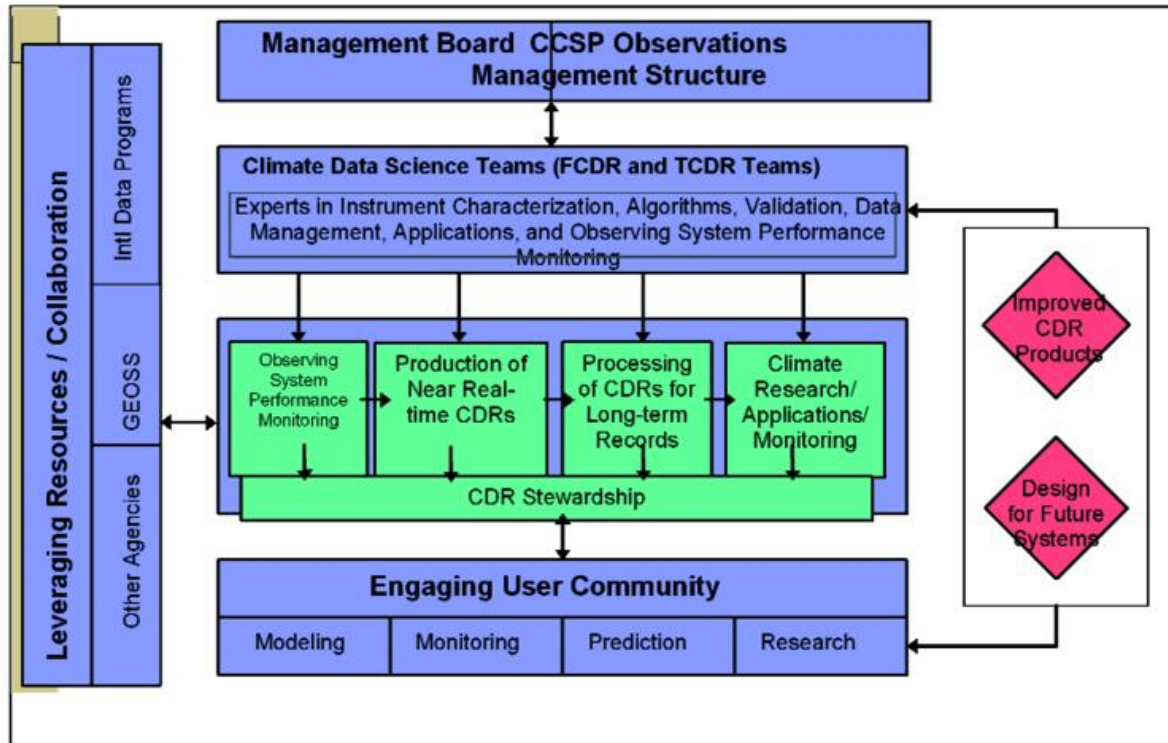 Management Board CCSP Observations
Management Structure
Leveraging Resources / Collaboration
Intl Data Programs
GEOSS
Other Agencies
Climate Data Science Teams (FCDR and TCDR Teams)
Experts in Instrument Characterization, Algorithms, Validation, Data
Management, Applications, and Observing System Performance
Monitoring
Observing
System
Performance
Monitoring
Production of
Near Real-
time CDRs
Processing
of CDRs for
Long-term
Records
Climate
Research/
Applications/
Monitoring
CDR Stewardship
Engaging User Community
Modeling
Monitoring
Prediction
Research
Improved
CDR
Products
Design
for Future
Systems